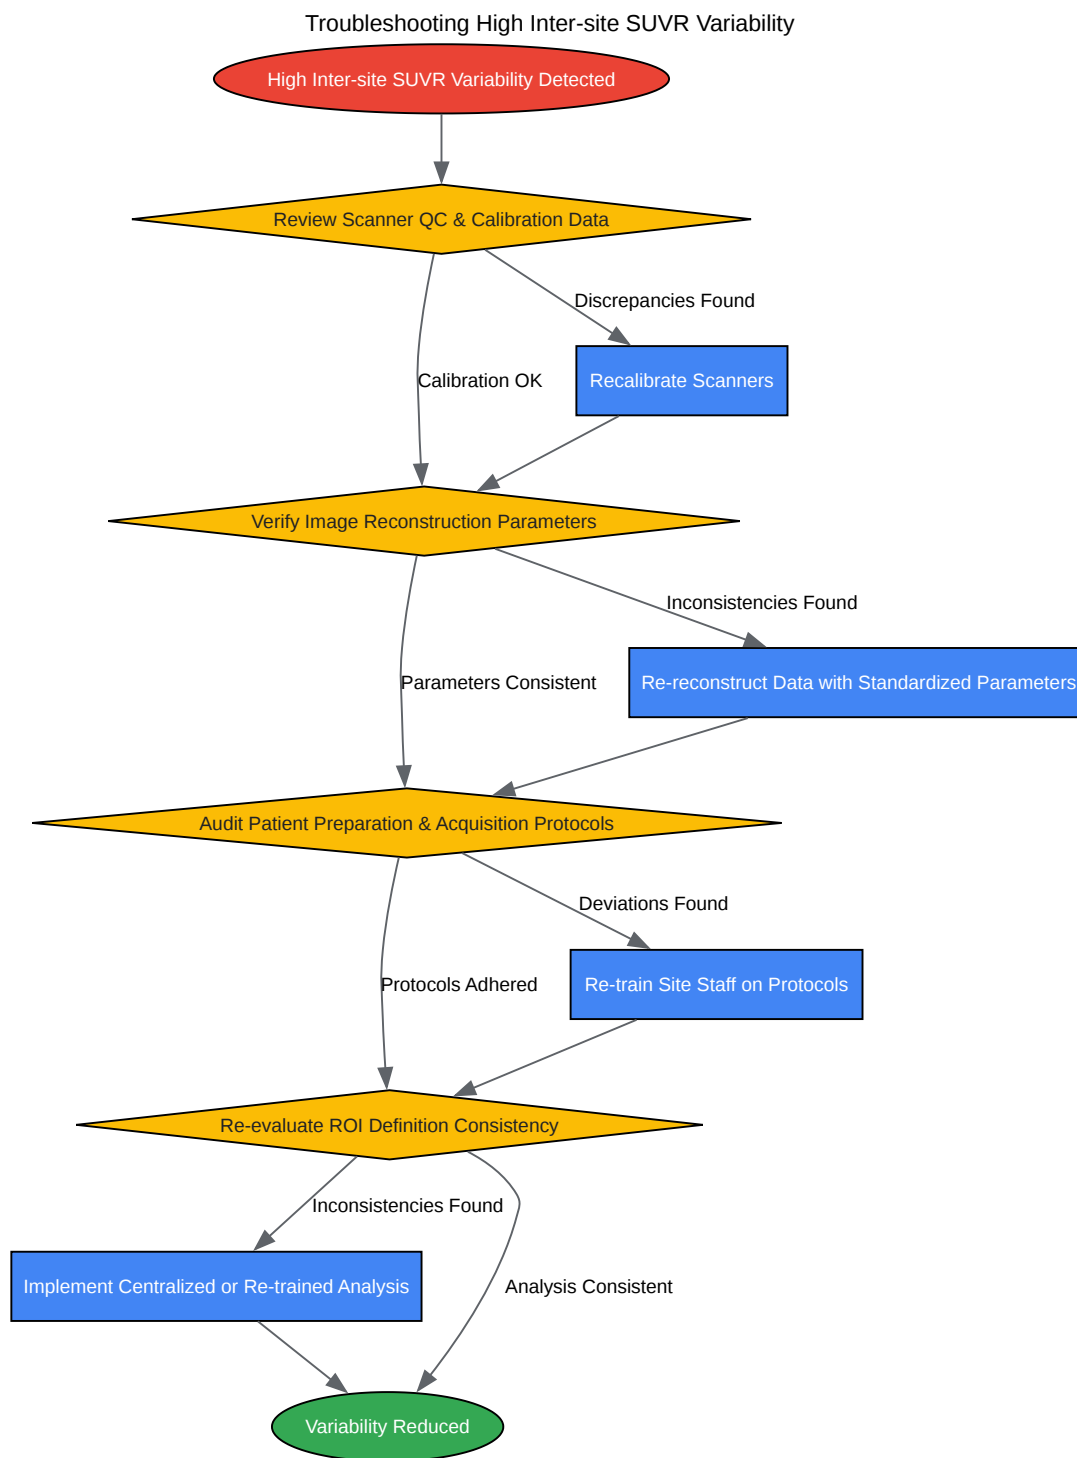 Troubleshooting High Inter-site SUVR Variability
High Inter-site SUVR Variability Detected
Review Scanner QC & Calibration Data
Discrepancies Found
Calibration OK
Recalibrate Scanners
Verify Image Reconstruction Parameters
Inconsistencies Found
Parameters Consistent
Re-reconstruct Data with Standardized Parameters
Audit Patient Preparation & Acquisition Protocols
Deviations Found
Protocols Adhered
Re-train Site Staff on Protocols
Re-evaluate ROI Definition Consistency
Inconsistencies Found
Implement Centralized or Re-trained Analysis
Analysis Consistent
Variability Reduced